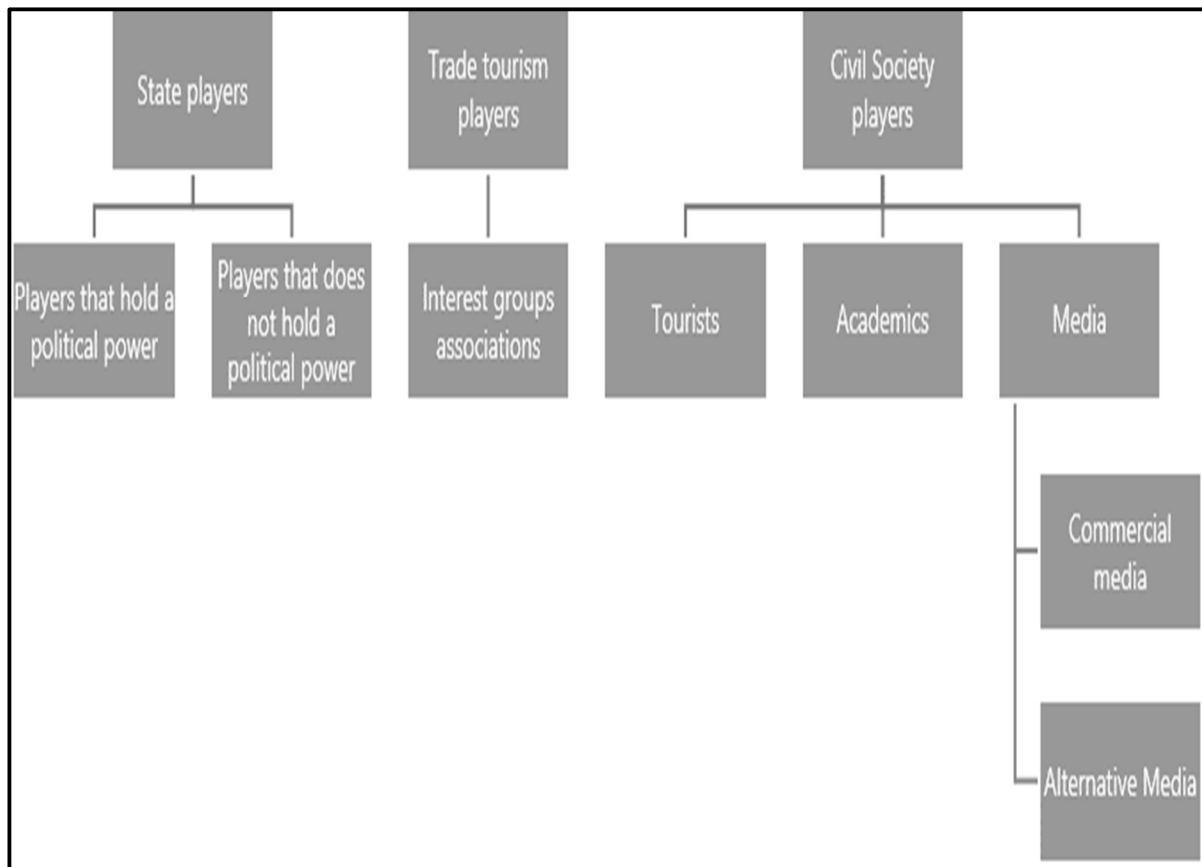 State players
Trade tourism
players
Civil Society
players
Players that hold a
political power
Players that does
not hold a
political power
Interest groups
associations
Tourists
Academics
Media
Commercial
media
Alternative Media